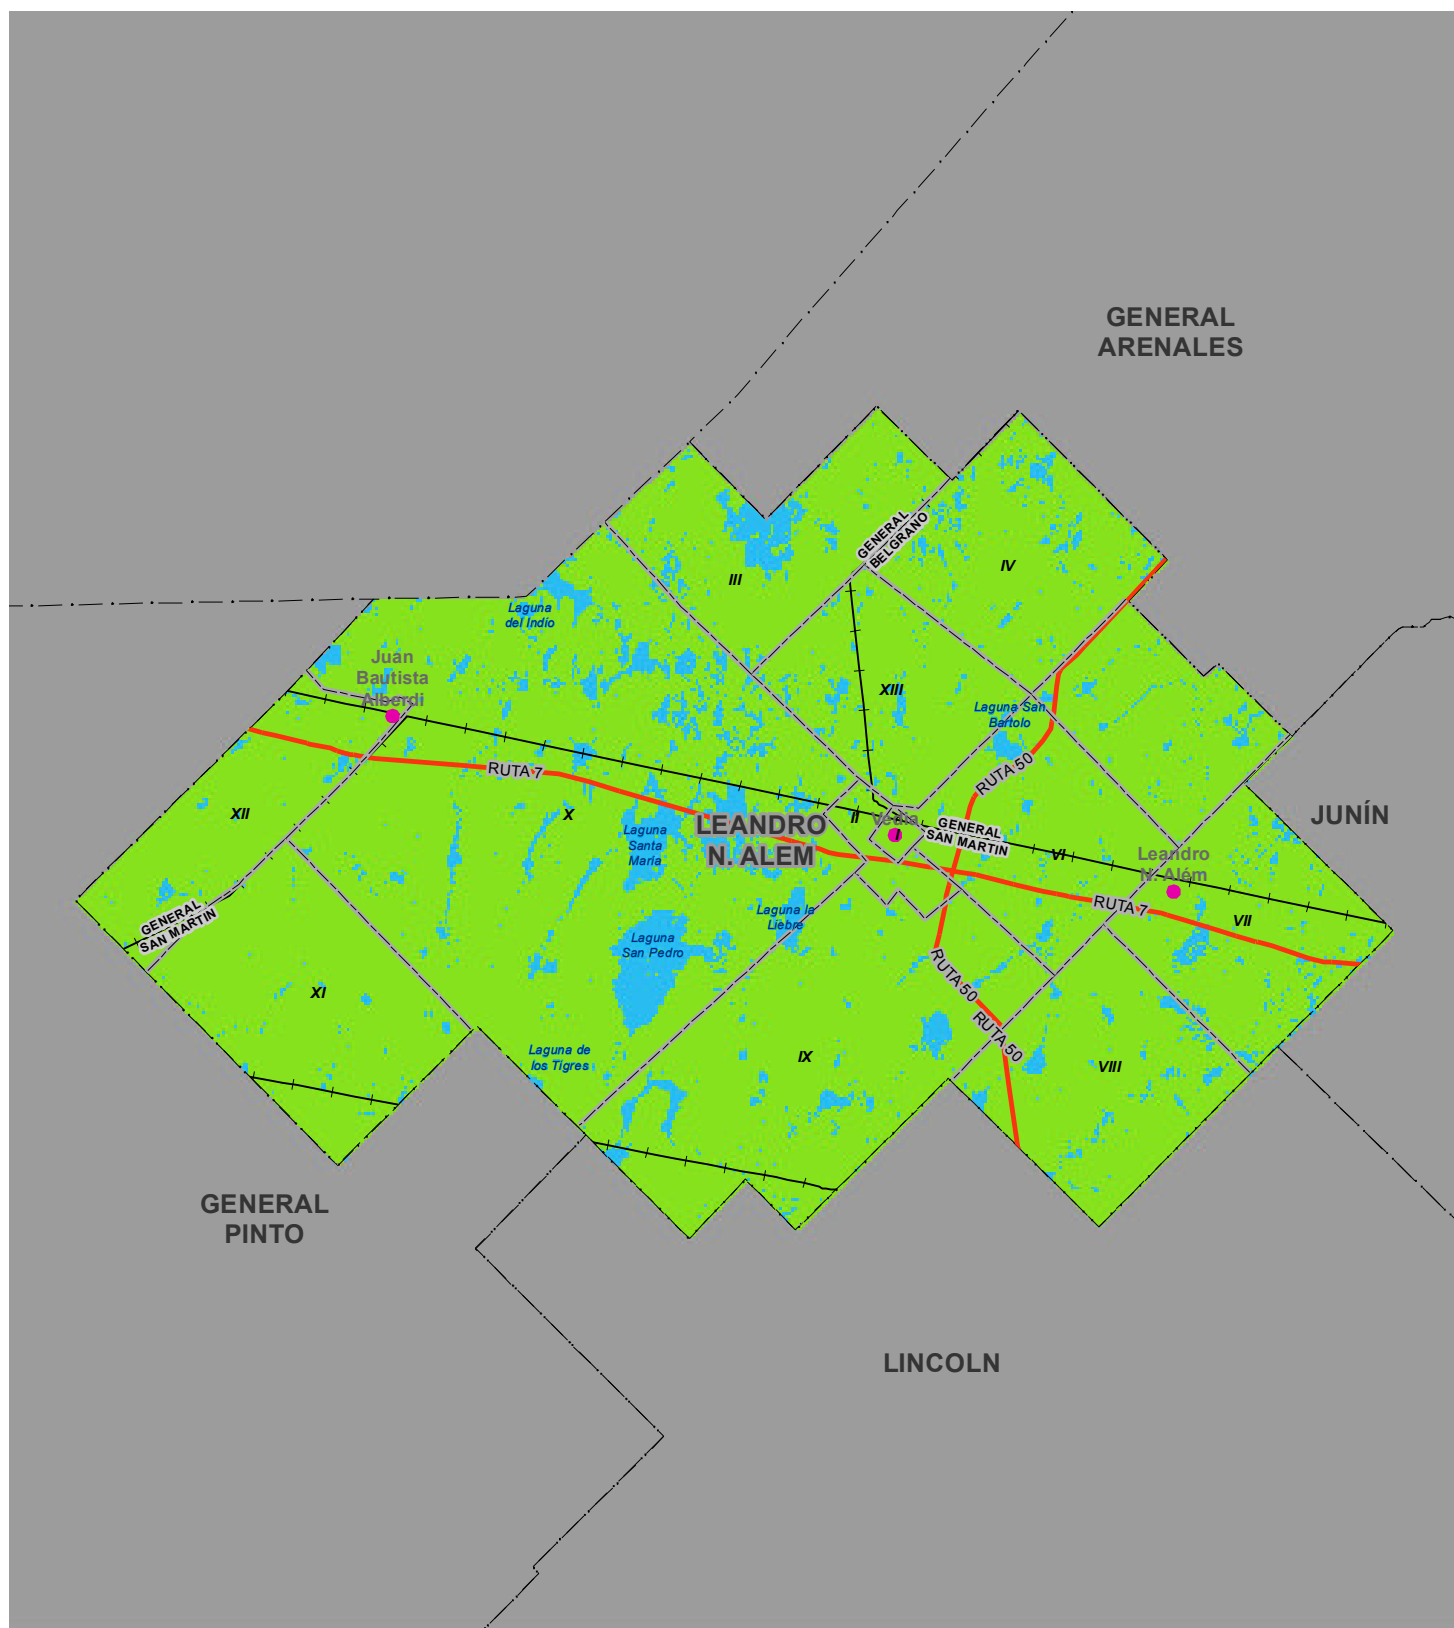 GENERAL
ARENALES
GENERAL
BELGRANO
IV
III
Laguna
del Indio
Juan
Bautista
Alberdi
XIII
Laguna San
Bartolo
RUTA 7
RUTA 50
XII
X
Laguna
Santa
María
LEANDRO
N. ALEM
II
Vedia
I
GENERAL
SAN MARTIN
JUNÍN
VI
Leandro
N. Além
RUTA 7
VII
GENERAL
SAN MARTIN
Laguna la
Liebre
Laguna
San Pedro
RUTA 50
XI
RUTA 50
Laguna de
los Tigres
IX
VIII
GENERAL
PINTO
LINCOLN